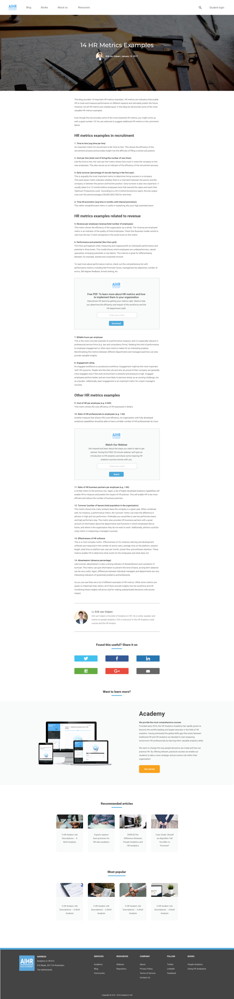 AIHR
ACADEMY
Blog
Books
About us
Resources
Student login
14 HR Metrics Examples
Erik van Vulpen | January 15, 2017
This blog provides 14 important HR metrics examples. HR metrics are indicators that enable
HR to track and measure performance on different aspects and ultimately predict the future.
However, not all HR metrics are created equal. In this blog we will provide some of the most
valuable HR metrics examples.
Even though this list provides some of the most essential HR metrics, you might come up
with a great number 15! You are welcome to suggest additional HR metrics in the comments
below.
HR metrics examples in recruitment
1. Time to hire (avg time per hire)
An important metric for recruitment is the 'time to hire'. This shows the efficiency of the
recruitment process and provides insight into the difficulty of filling a certain job position.
2. Cost per hire (total cost of hiring/the number of new hires)
Like the time to hire, the 'cost per hire' metric shows how much it costs the company to hire
new employees. This also serves as an indicator of the efficiency of the recruitment process.
3. Early turnover (percentage of recruits leaving in the first year)
This is arguably the most important metric to determine hiring success in a company.
This early leaver metric indicates whether there is a mismatch between the person and the
company or between the person and his/her position. Early turnover is also very expensive. It
usually takes 6 to 12 months before employees have fully learned the ropes and reach their
'Optimum Productivity Level'. According to a 2014 Oxford Economics report, the lost output
cost over this period averages £30,000 ($43,700) for new hires.
4. Time till promotion (avg time in months until internal promotion)
This rather straightforward metric is useful in explaining why your high potentials leave.
HR metrics examples related to revenue
5. Revenue per employee (revenue/total number of employees)
This metric shows the efficiency of the organization as a whole. The 'revenue per employee'
metric is an indicator of the quality of hired employees. Check this Business insider article to
view how the top 12 tech companies in the world score on this metric.
6. Performance and potential (the 9-box grid)
The 9-box grid appears when measuring and mapping both an individual's performance and
potential in three levels. This model shows which employees are underperformers, valued
specialists, emerging potentials or top talents. This metrics is great for differentiating
between, for example, wanted and unwanted turnover.
To read more about performance metrics, check out this comprehensive list with
performance metrics, including Net Promoter Score, management by objectives, number of
errors, 360-degree feedback, forced ranking, etc.
AIHR
ACADEMY
Free PDF: To learn more about HR metrics and how
to implement them in your organization
Data-driven HR starts by getting your metrics right. Metrics help
you determine the efficiency and impact of the workforce and the
HR department itself.
Enter your email
Download
7. Billable hours per employee
This is the most concrete example of a performance measure, and it is especially relevant in
professional service firms (e.g. law and consultancy firms). Relating this kind of performance
to employee engagement or other input metrics makes for an interesting analysis.
Benchmarking this metrics between different departments and managers/partners can also
provide valuable insights.
8. Engagement rating
An engaged workforce is a productive workforce. Engagement might be the most important
'soft' HR outcome. People who like their job and who are proud of their company are generally
more engaged, even if the work environment is stressful and pressure is high. Engaged
employees perform better and are more likely to perceive stress as an exciting challenge, not
as a burden. Additionally, team engagement is an important metric for a team manager's
success.
Other HR metrics examples
9. Cost of HR per employee (e.g. $ 600)
This metric shows the cost efficiency of HR expressed in dollars.
10. Ratio of HR professionals to employees (e.g. 1:60)
Another measure that shows HR's cost efficiency. An organization with fully developed
analytical capabilities should be able to have a smaller number of HR professionals do more.
AIHR
ACADEMY
Watch Our Webinar
Get inspired and learn about the steps you need to take to get
started. During this FREE 20-minute webinar, we'll give an
introduction to HR analytics and share some inspiring HR
analytics success stories with you.
Enter your email
Watch
11. Ratio of HR business partners per employee (e.g. 1:80)
A similar metric to the previous one. Again, a set of highly developed analytics capabilities will
enable HR to measure and predict the impact of HR policies. This will enable HR to be more
efficient and reduce the number of business partners.
12. Turnover (number of leavers/total population in the organization)
This metric shows how many workers leave the company in a given year. When combined
with, for instance, a performance metric, the 'turnover' metric can track the difference in
attrition in high and low performers. Preferably you would like to see low performers leave
and high performers stay. This metric also provides HR business partners with a great
amount of information about the departments and functions in which employees feel at
home, and where in the organization they do not want to work. Additionally, attrition could be
a key metric in measuring a manager's success.
13. Effectiveness of HR software
This is a more complex metric. Effectiveness of, for instance, learning and development
software are measured in the number of active users, average time on the platform, session
length, total time on platform per user per month, screen flow, and software retention. These
metrics enable HR to determine what works for the employees and what does not.
14. Absenteeism (absence percentage)
Like turnover, absenteeism is also a strong indicator of dissatisfaction and a predictor of
turnover. This metric can give information to prevent this kind of leave, as long-term absence
can be very costly. Again, differences between individual managers and departments are very
interesting indicators of (potential) problems and bottlenecks.
As you can see there are a lot of different examples of HR metrics. While some metrics are
easier to implement than others, all of them provide insights into the workforce and HR.
Combining these insights will prove vital for making substantiated decisions with proven
impact.
by Erik van Vulpen
Erik van Vulpen is founder of Analytics in HR. He is writer, speaker and
trainer on people analytics. Erik is instructor in the HR Analytics Lead
course and the HR Analyst
Found this useful? Share it on
f
in
it!
G+
Want to learn more?
Academy
We provide the most comprehensive courses
Founded early 2016, the HR Analytics Academy has rapidly grown to
become the world's leading and largest educator in the field of HR
analytics. Having witnessed the global skills gap that exists between
traditional HR and HR analytics we decided to start preparing
tomorrow's HR professionals by learning them valuable analytics skills.
We want to change the way people-decisions are made and how we
practice HR. By offering relevant, practical courses we enable our
students to take a more strategic and pro-active role within their
organization.
Get started
Recommended articles
5 HR Analyst Job
Descriptions – A
Brief Analysis
Experts explore
best practices for
HR data analytics
[VIDEO] The
Difference Between
People Analytics and
HR Analytics
Case Study: Should
an Algorithm Tell
You Who to
Promote?
Most popular
5 HR Analyst Job
Descriptions – A Brief
Analysis
5 HR Analyst Job
Descriptions – A Brief
Analysis
5 HR Analyst Job
Descriptions – A Brief
Analysis
5 HR Analyst Job
Descriptions – A Brief
Analysis
AIHR
BLOG & ACADEMY
ADDRESS
Analytics in HR B.V.
516 Blaak, 3011TA Rotterdam
The Netherlands
SERVICES
Academy
Blog
Community
RESOURCES
Webinar
Repository
COMPANY
About
Privacy Policy
Terms of Service
Contact Us
FOLLOW
Twitter
LinkedIn
Facebook
BOOKS
People Analytics
Doing HR Analystics
Copyright © 2016 - 2018 Analytics in HR